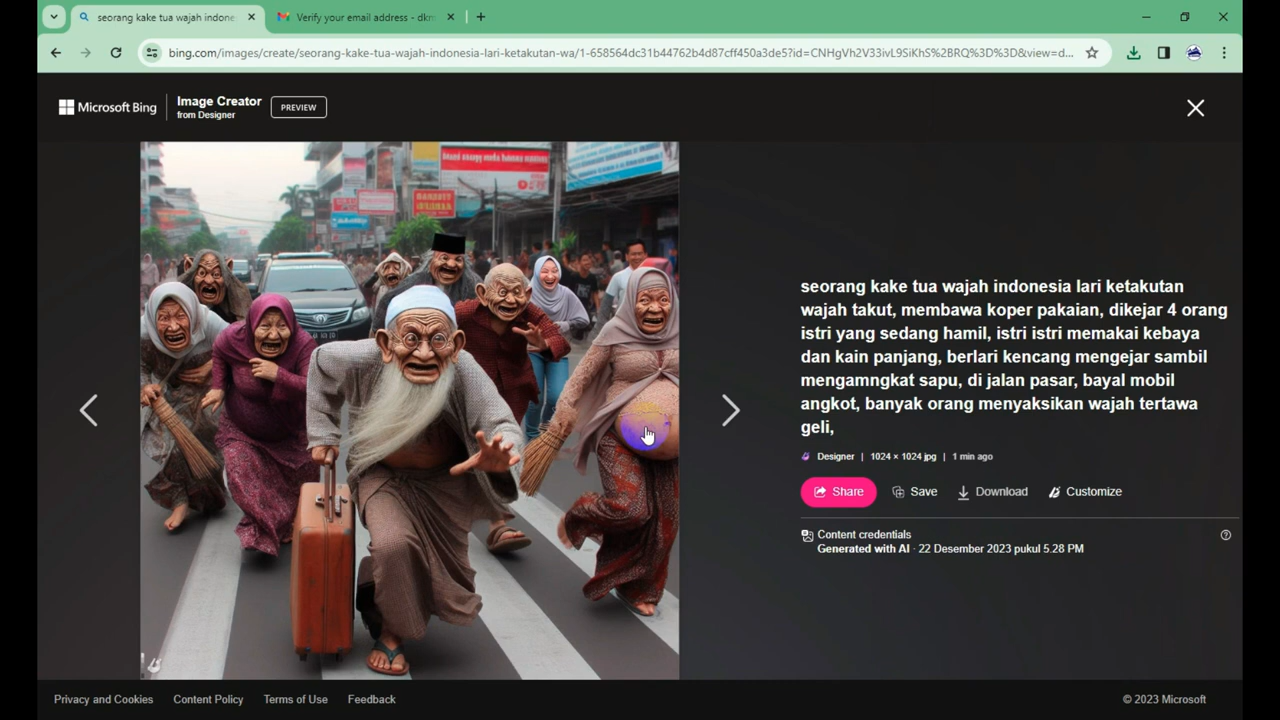 seorang kake tua wajah indone
Verify your email address - dkm
bing.com/images/create/seorang-kake-tua-wajah-indonesia-lari-ketakutan-wa/1-658564dc31b44762b4d87cff450a3de5?id=CNHgVh2V33ivL9SiKhS%2BRQ%3D%3D&view=d...
Microsoft Bing
Image Creator
from Designer
PREVIEW
seorang kake tua wajah indonesia lari ketakutan
wajah takut, membawa koper pakaian, dikejar 4 orang
istri yang sedang hamil, istri istri memakai kebaya
dan kain panjang, berlari kencang mengejar sambil
mengamngkat sapu, di jalan pasar, bayal mobil
angkot, banyak orang menyaksikan wajah tertawa
geli,
Designer | 1024 × 1024 jpg | 1 min ago
Share Save Download Customize
Content credentials
Generated with AI · 22 Desember 2023 pukul 5.28 PM
Privacy and Cookies Content Policy Terms of Use Feedback © 2023 Microsoft